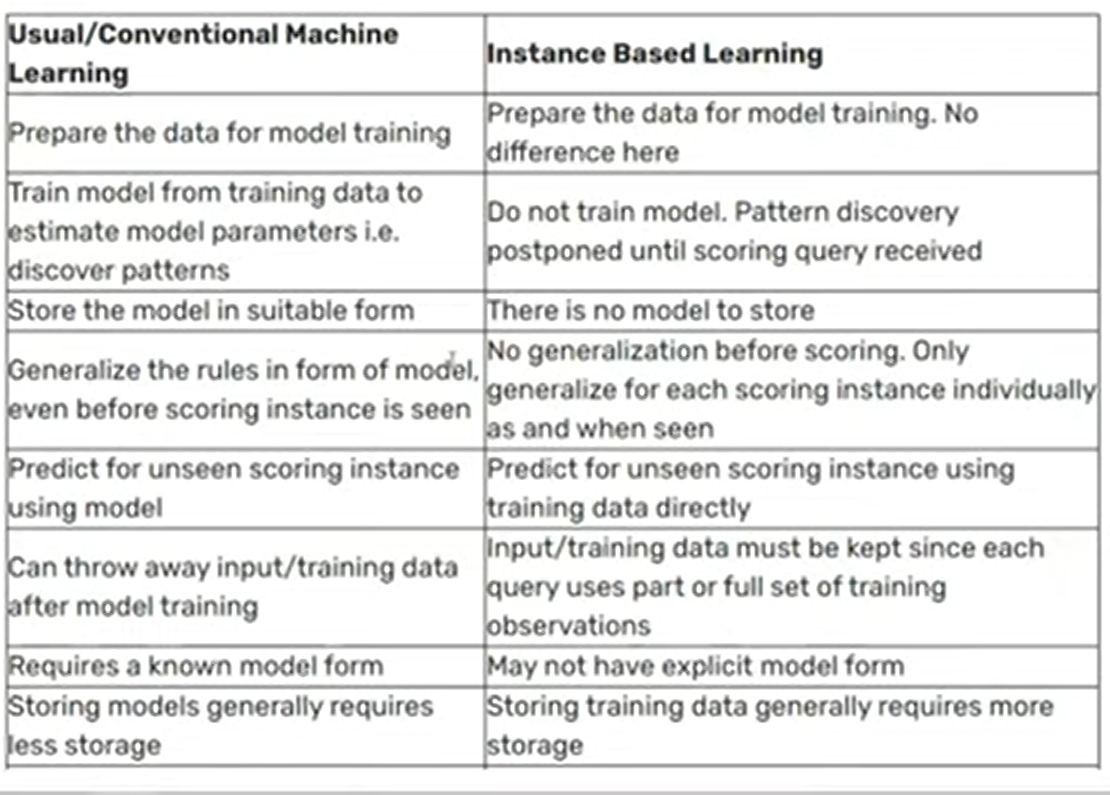 Usual/Conventional Machine
Learning
Instance Based Learning
Prepare the data for model training
Prepare the data for model training. No
difference here
Train model from training data to
estimate model parameters i.e.
discover patterns
Do not train model. Pattern discovery
postponed until scoring query received
Store the model in suitable form
There is no model to store
Generalize the rules in form of model,
even before scoring instance is seen
No generalization before scoring. Only
generalize for each scoring instance individually
as and when seen
Predict for unseen scoring instance
using model
Predict for unseen scoring instance using
training data directly
Can throw away input/training data
after model training
Input/training data must be kept since each
query uses part or full set of training
observations
Requires a known model form
May not have explicit model form
Storing models generally requires
less storage
Storing training data generally requires more
storage